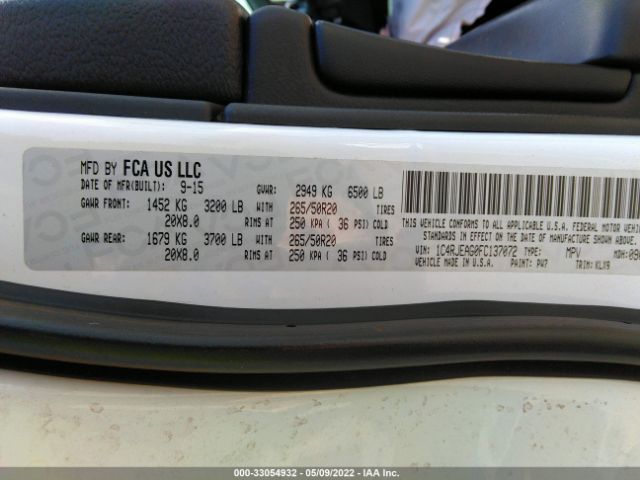 MFD BY FCA US LLC
DATE OF MFR(BUILT): 9-15 GVWR: 2949 KG 6500 LB
GAWR FRONT: 1452 KG 3200 LB WITH 265/50R20 TIRES
20X8.0 RIMS AT 250 KPA ( 36 PSI) COLD
GAWR REAR: 1679 KG 3700 LB WITH 265/50R20 TIRES
20X8.0 RIMS AT 250 KPA ( 36 PSI) COLD
THIS VEHICLE CONFORMS TO ALL APPLICABLE U.S.A. FEDERAL MOTOR
STANDARDS IN EFFECT ON THE DATE OF MANUFACTURE SHOWN ABOVE.
VIN: 1C4RJEAG0FC137072 TYPE: MPV MDH:
VEHICLE MADE IN U.S.A. PAINT: PW7 TRIM: KLX9
000-33054932 - 05/09/2022 - IAA Inc.